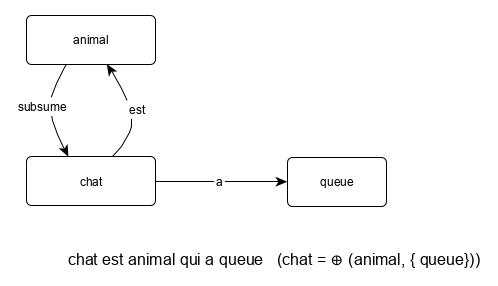 animal
subsume
est
chat
a
queue
chat est animal qui a queue (chat = ⊕ (animal, { queue}))